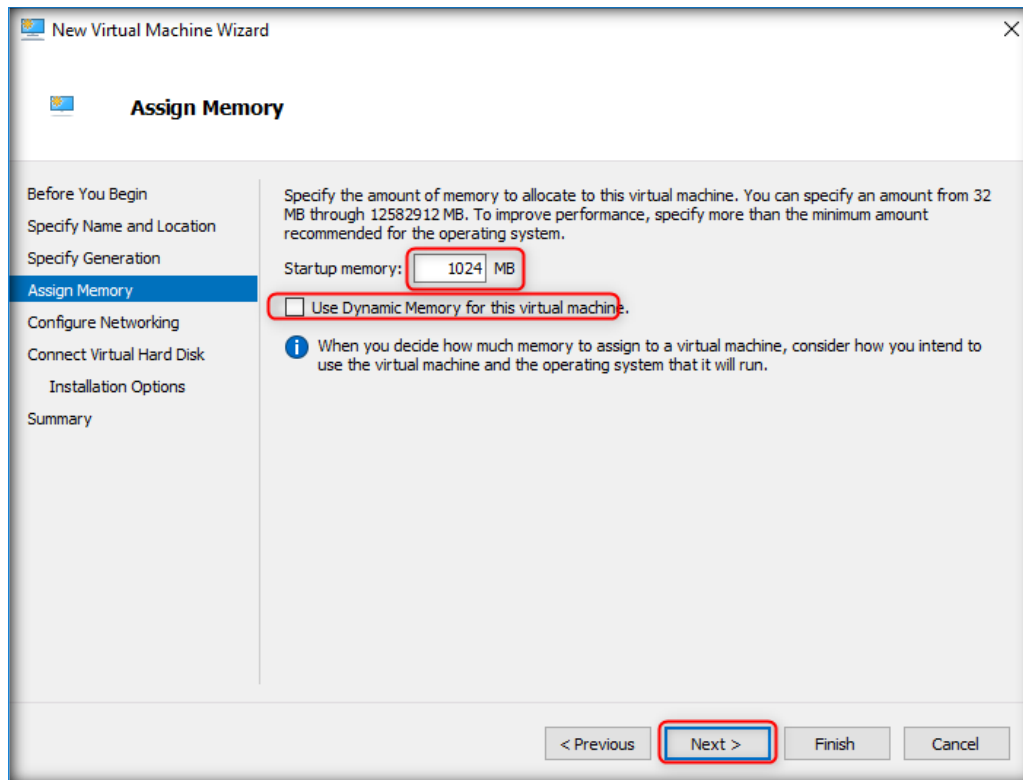 New Virtual Machine Wizard
Assign Memory
Before You Begin
Specify Name and Location
Specify Generation
Assign Memory
Configure Networking
Connect Virtual Hard Disk
Installation Options
Summary
Specify the amount of memory to allocate to this virtual machine. You can specify an amount from 32
MB through 12582912 MB. To improve performance, specify more than the minimum amount
recommended for the operating system.
Startup memory: 1024 MB
Use Dynamic Memory for this virtual machine.
When you decide how much memory to assign to a virtual machine, consider how you intend to
use the virtual machine and the operating system that it will run.
< Previous Next > Finish Cancel